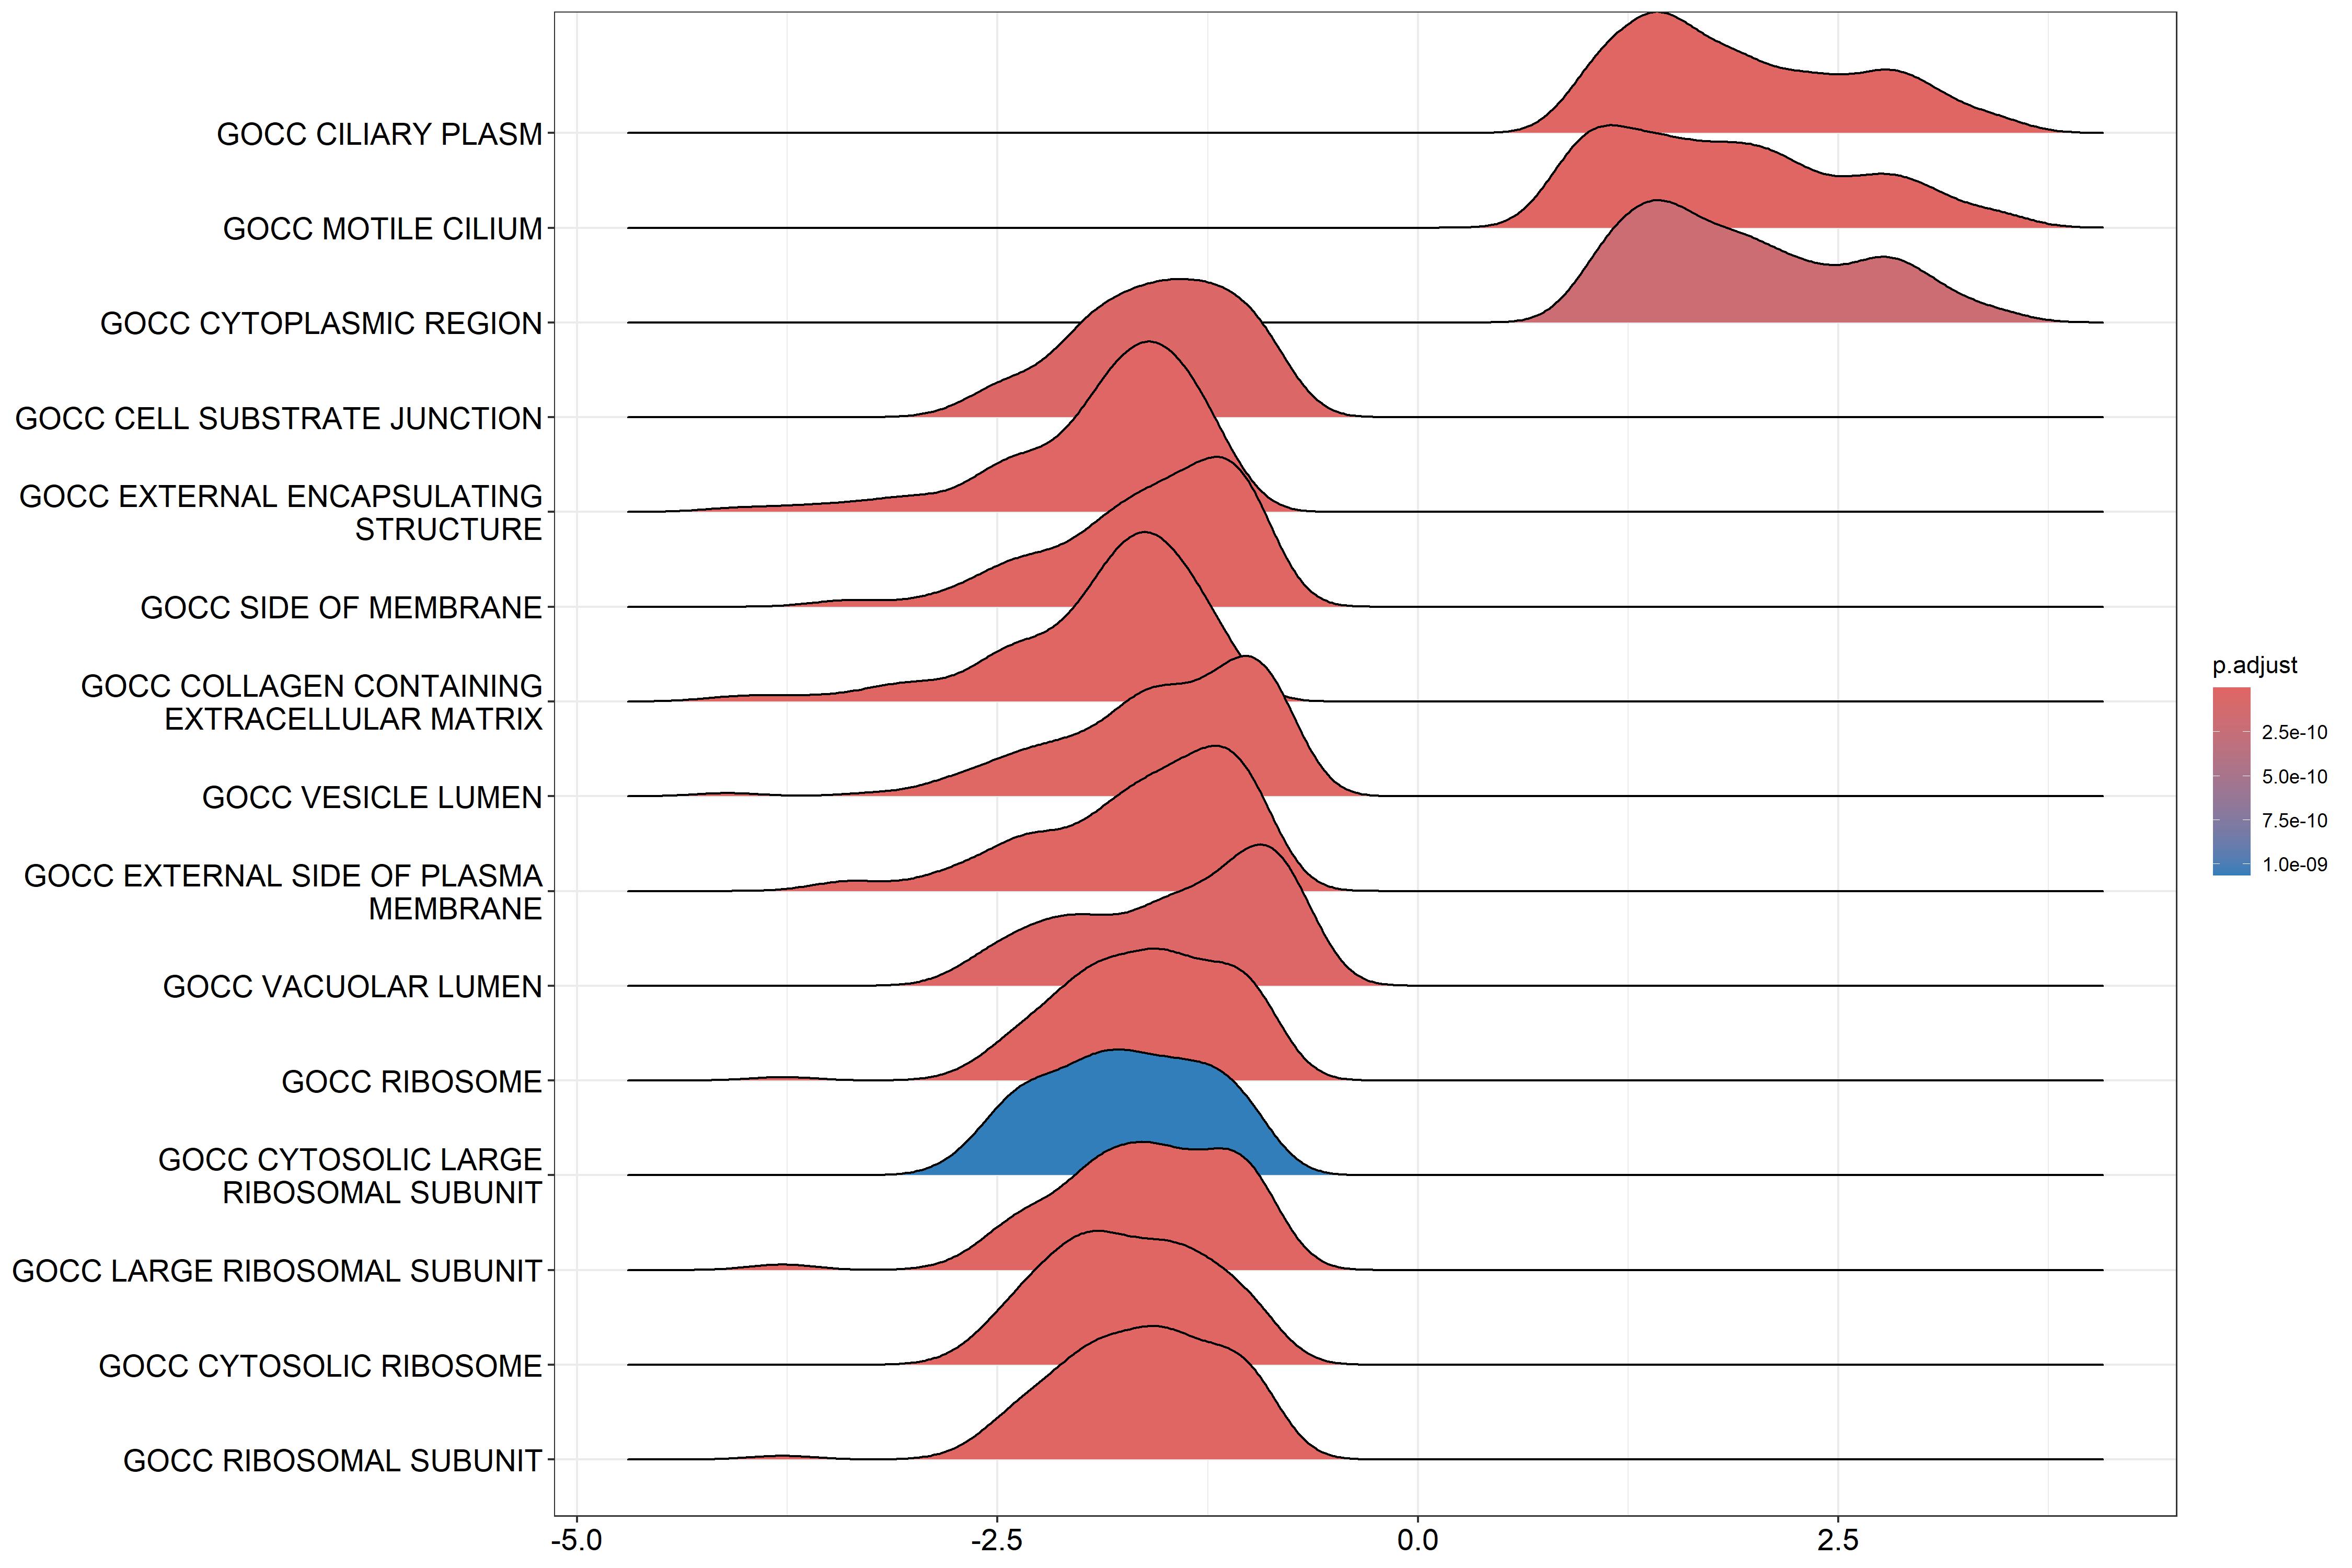 GOCC CILIARY PLASM
GOCC MOTILE CILIUM
GOCC CYTOPLASMIC REGION
GOCC CELL SUBSTRATE JUNCTION
GOCC EXTERNAL ENCAPSULATING
STRUCTURE
GOCC SIDE OF MEMBRANE
GOCC COLLAGEN CONTAINING
EXTRACELLULAR MATRIX
GOCC VESICLE LUMEN
GOCC EXTERNAL SIDE OF PLASMA
MEMBRANE
GOCC VACUOLAR LUMEN
GOCC RIBOSOME
GOCC CYTOSOLIC LARGE
RIBOSOMAL SUBUNIT
GOCC LARGE RIBOSOMAL SUBUNIT
GOCC CYTOSOLIC RIBOSOME
GOCC RIBOSOMAL SUBUNIT
-5.0
-2.5
0.0
2.5
p.adjust
2.5e-10
5.0e-10
7.5e-10
1.0e-09